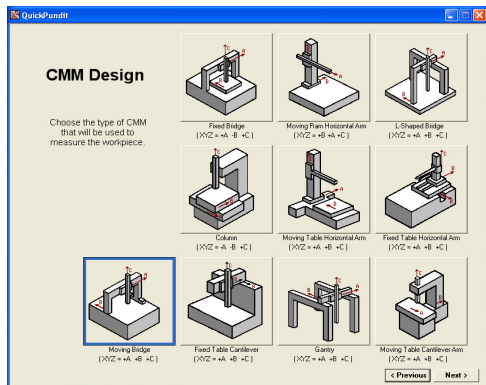 QuickPundit
CMM Design
Choose the type of CMM
that will be used to
measure the workpiece.
Fixed Bridge
( XYZ = +A -B +C )
Moving Ram Horizontal Arm
( XYZ = +B +A +C )
L-Shaped Bridge
( XYZ = +A +B +C )
Column
( XYZ = -A -B +C )
Moving Table Horizontal Arm
( XYZ = +A +B +C )
Fixed Table Horizontal Arm
( XYZ = +A +B +C )
Moving Bridge
( XYZ = +A +B +C )
Fixed Table Cantilever
( XYZ = +A +B +C )
Gantry
( XYZ = +A +B +C )
Moving Table Cantilever Arm
( XYZ = +A +B +C )
< Previous
Next >